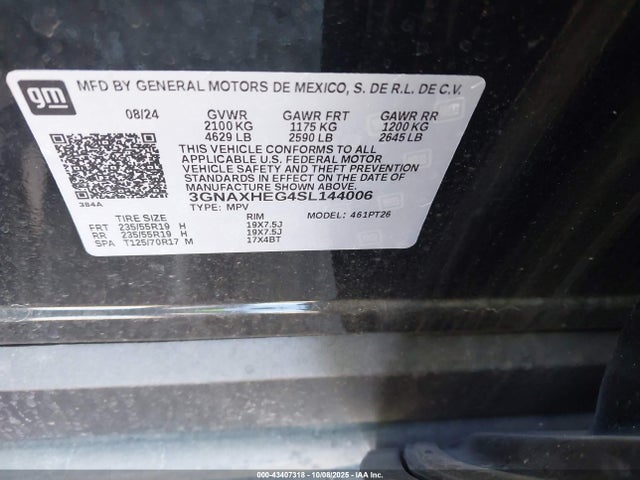 gm
MFD BY GENERAL MOTORS DE MEXICO, S. DE R.L. DE C.V.
08/24 GVWR GAWR FRT GAWR RR
2100 KG 1175 KG 1200 KG
4629 LB 2590 LB 2645 LB
THIS VEHICLE CONFORMS TO ALL
APPLICABLE U.S. FEDERAL MOTOR
VEHICLE SAFETY AND THEFT PREVENTION
STANDARDS IN EFFECT ON THE DATE OF
MANUFACTURE SHOWN ABOVE.
3GNAXHEG4SL144006
384A
TYPE: MPV MODEL: 461PT26
TIRE SIZE RIM
FRT 235/55R19 H 19X7.5J
RR 235/55R19 H 19X7.5J
SPA T125/70R17 M 17X4BT
000-43407318 - 10/08/2025 - IAA Inc.